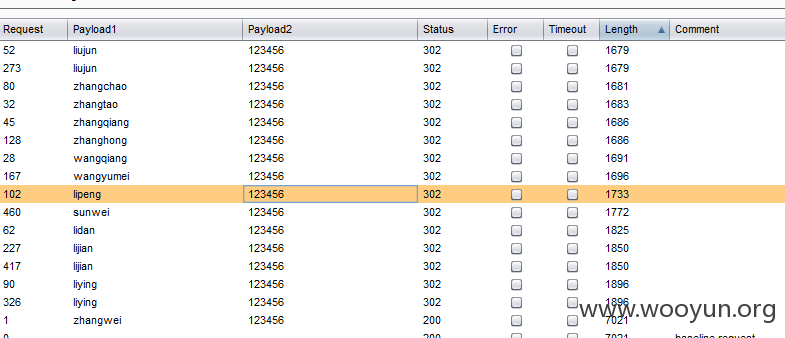 Request Payload1 Payload2 Status Error Timeout Length Comment
52 liujun 123456 302 1679
273 liujun 123456 302 1679
80 zhangchao 123456 302 1681
32 zhangtao 123456 302 1683
45 zhangqiang 123456 302 1686
128 zhanghong 123456 302 1686
28 wangqiang 123456 302 1691
167 wangyumei 123456 302 1696
102 lipeng 123456 302 1733
460 sunwei 123456 302 1772
62 lidan 123456 302 1825
227 lijian 123456 302 1850
417 lijian 123456 302 1850
90 liying 123456 302 1896
326 liying 123456 302 1896
www.wooyun.org
1 zhangwei 123456 200 7021
0 200 7021 baseline request